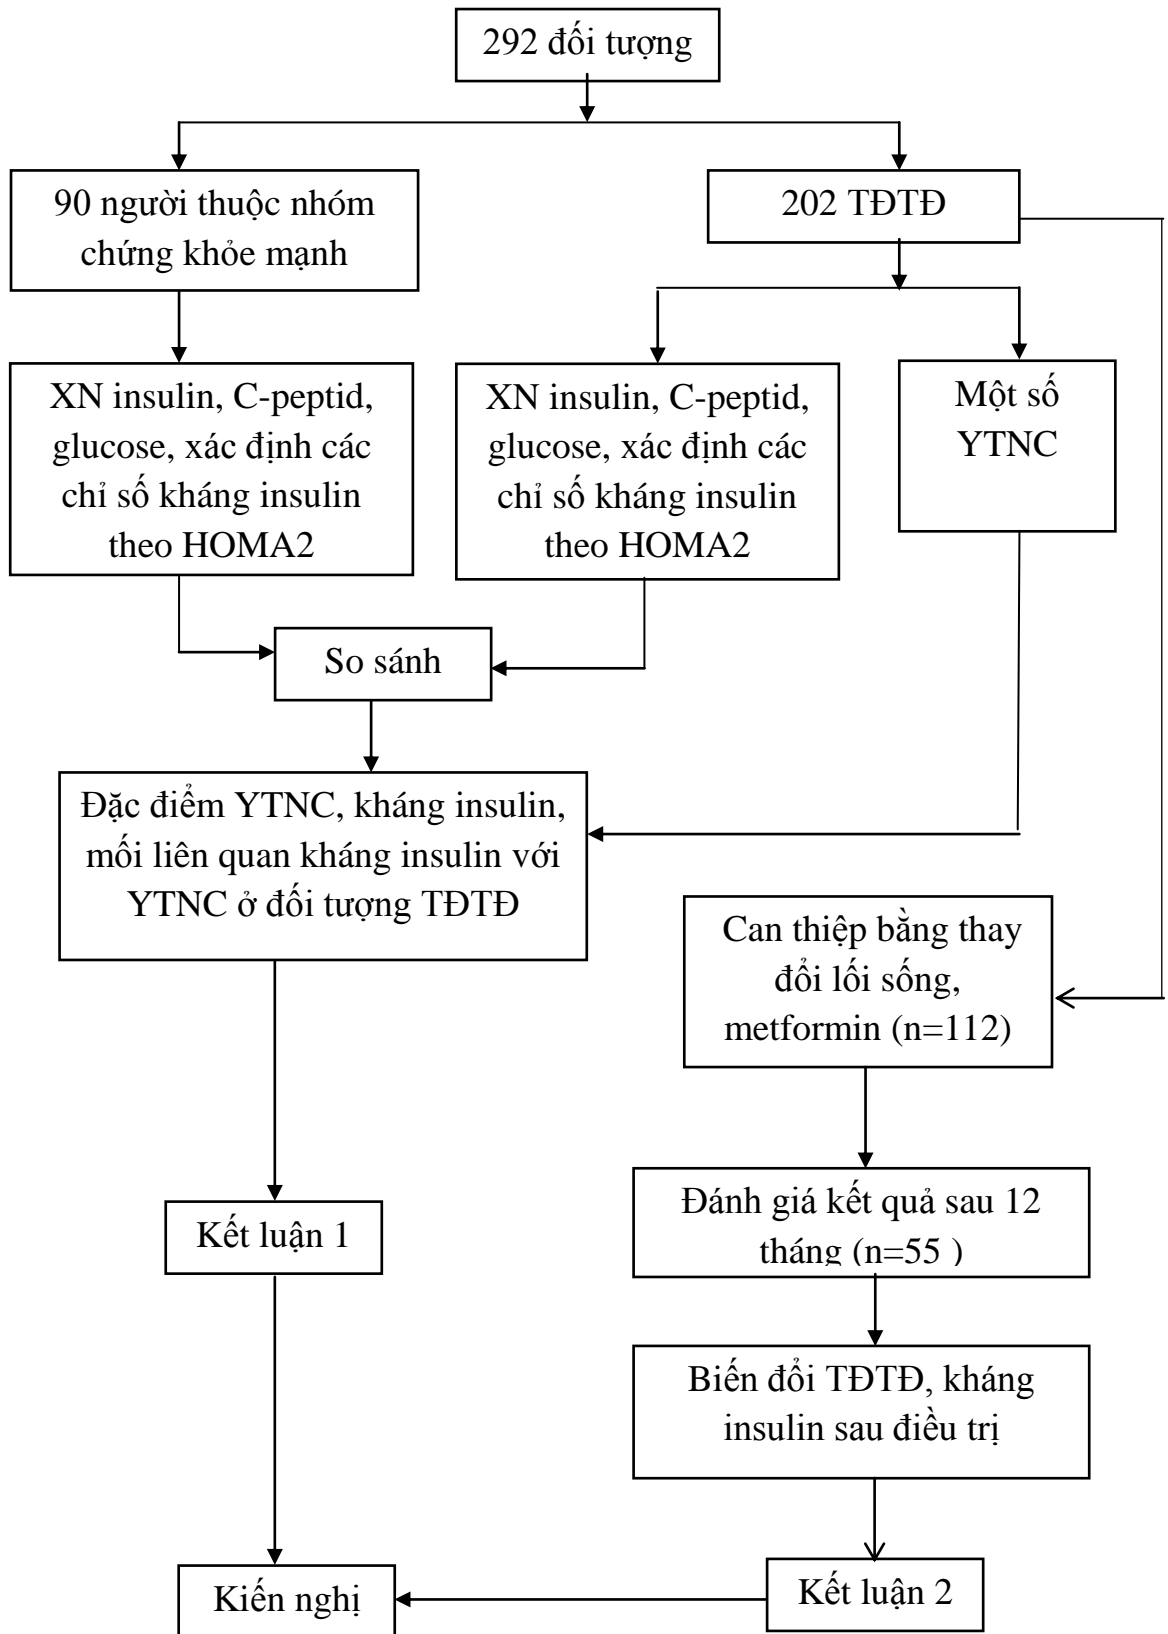 292 đối tượng
90 người thuộc nhóm
chứng khỏe mạnh
202 TĐTĐ
XN insulin, C-peptid,
glucose, xác định các
chỉ số kháng insulin
theo HOMA2
XN insulin, C-peptid,
glucose, xác định các
chỉ số kháng insulin
theo HOMA2
Một số
YTNC
So sánh
Đặc điểm YTNC, kháng insulin,
mối liên quan kháng insulin với
YTNC ở đối tượng TĐTĐ
Can thiệp bằng thay
đổi lối sống,
metformin (n=112)
Đánh giá kết quả sau 12
tháng (n=55 )
Kết luận 1
Biến đổi TĐTĐ, kháng
insulin sau điều trị
Kiến nghị
Kết luận 2